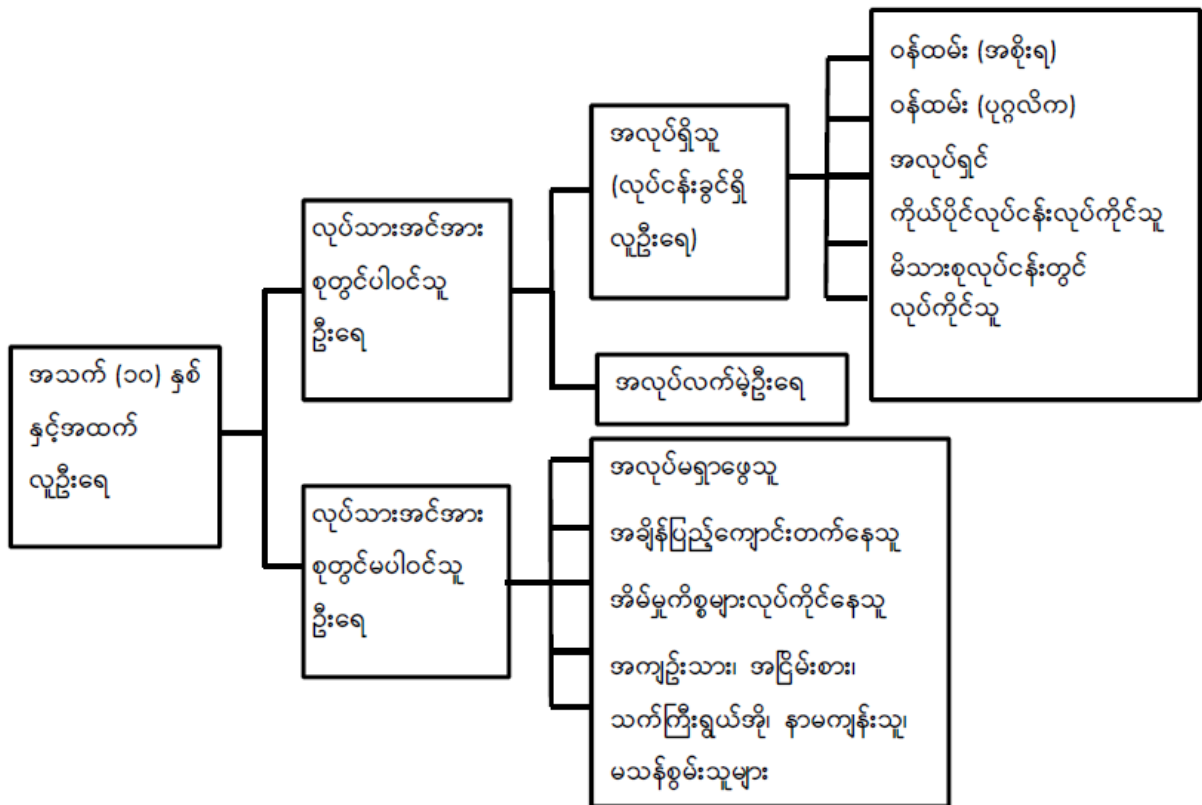 အသက် (၁၀) နှစ်
နှင့်အထက်
လူဦးရေ
လုပ်သားအင်အား
စုတွင်ပါဝင်သူ
ဦးရေ
အလုပ်ရှိသူ
(လုပ်ငန်းခွင်ရှိ
လူဦးရေ)
ဝန်ထမ်း (အစိုးရ)
ဝန်ထမ်း (ပုဂ္ဂလိက)
အလုပ်ရှင်
ကိုယ်ပိုင်လုပ်ငန်းလုပ်ကိုင်သူ
မိသားစုလုပ်ငန်းတွင်
လုပ်ကိုင်သူ
အလုပ်လက်မဲ့ဦးရေ
လုပ်သားအင်အား
စုတွင်မပါဝင်သူ
ဦးရေ
အလုပ်မရှာဖွေသူ
အချိန်ပြည့်ကျောင်းတက်နေသူ
အိမ်မှုကိစ္စများလုပ်ကိုင်နေသူ
အကျဉ်းသား၊ အငြိမ်းစား၊
သက်ကြီးရွယ်အို၊ နာမကျန်းသူ၊
မသန်စွမ်းသူများ